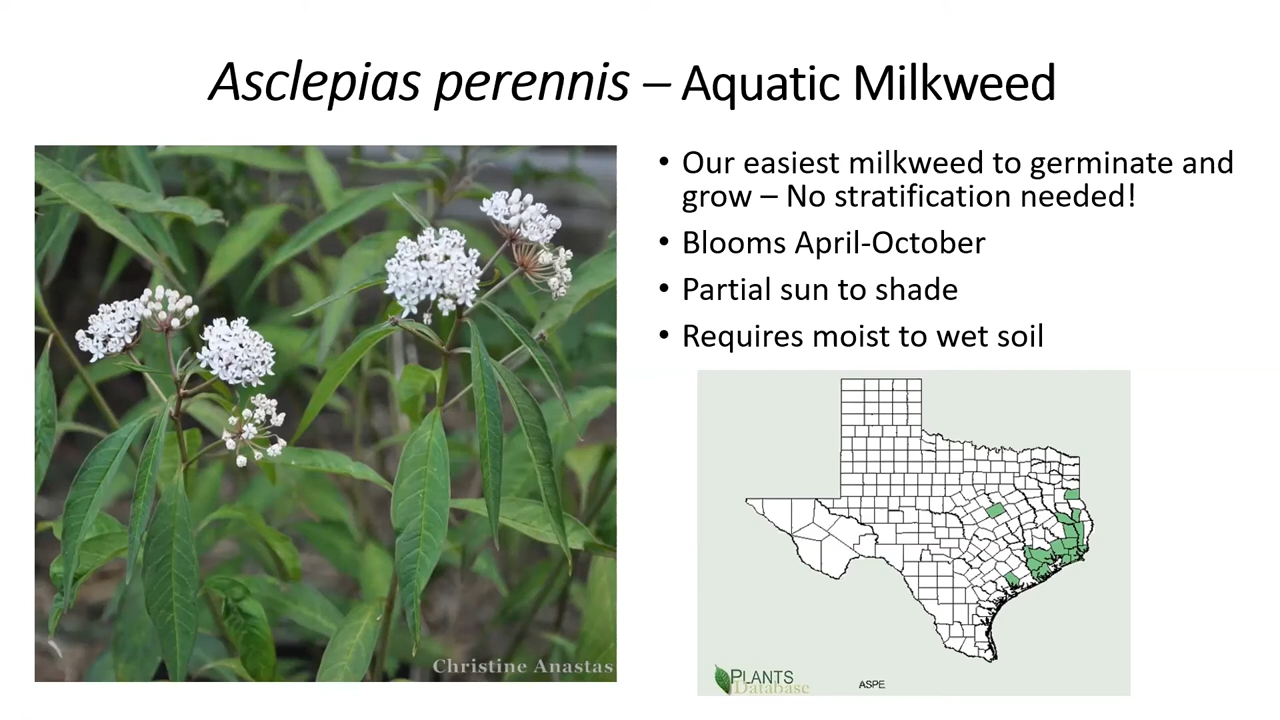 Asclepias perennis – Aquatic Milkweed
• Our easiest milkweed to germinate and
grow – No stratification needed!
• Blooms April-October
• Partial sun to shade
• Requires moist to wet soil
Christine Anastas
PLANTS
Database
ASPE